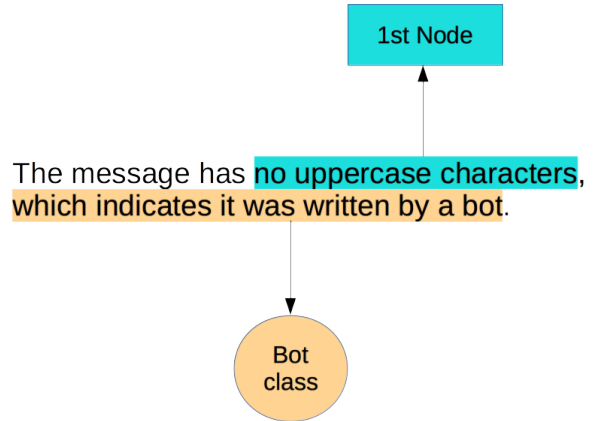 1st Node
The message has no uppercase characters,
which indicates it was written by a bot.
Bot
class